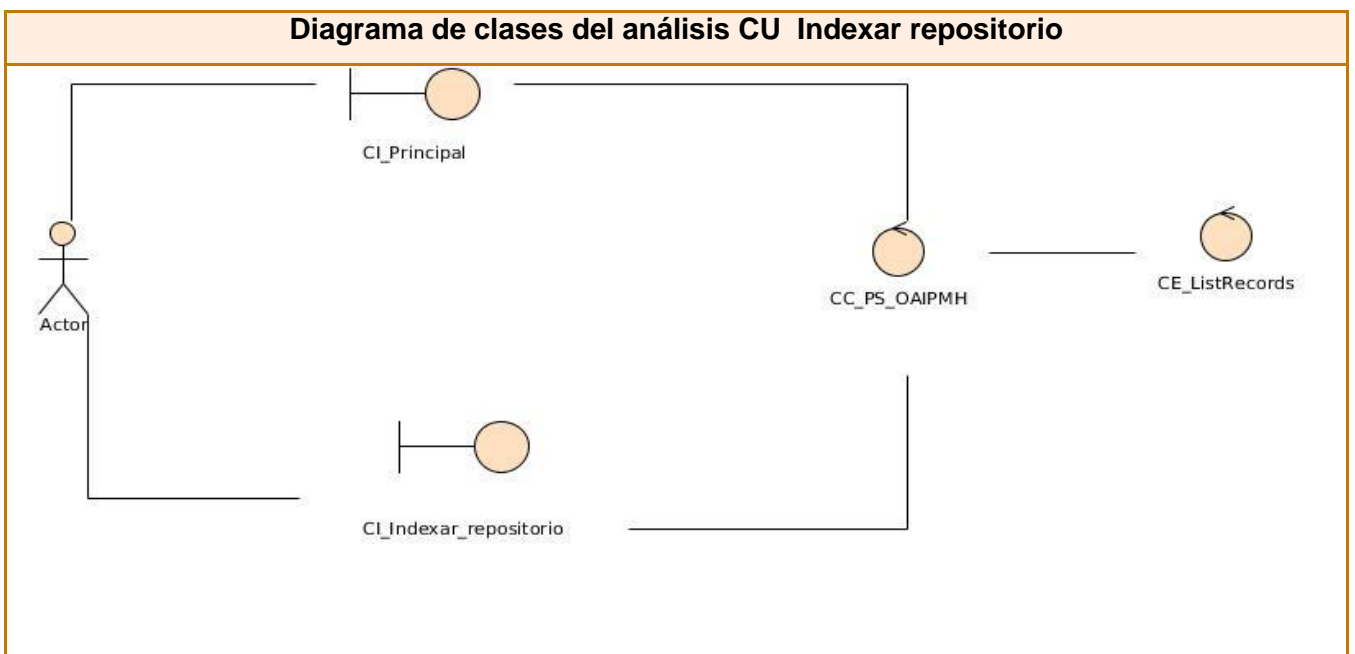 Diagrama de clases del análisis CU Indexar repositorio
CI_Principal
Actor
CC_PS_OAIPMH
CE_ListRecords
CI_Indexar_repositorio